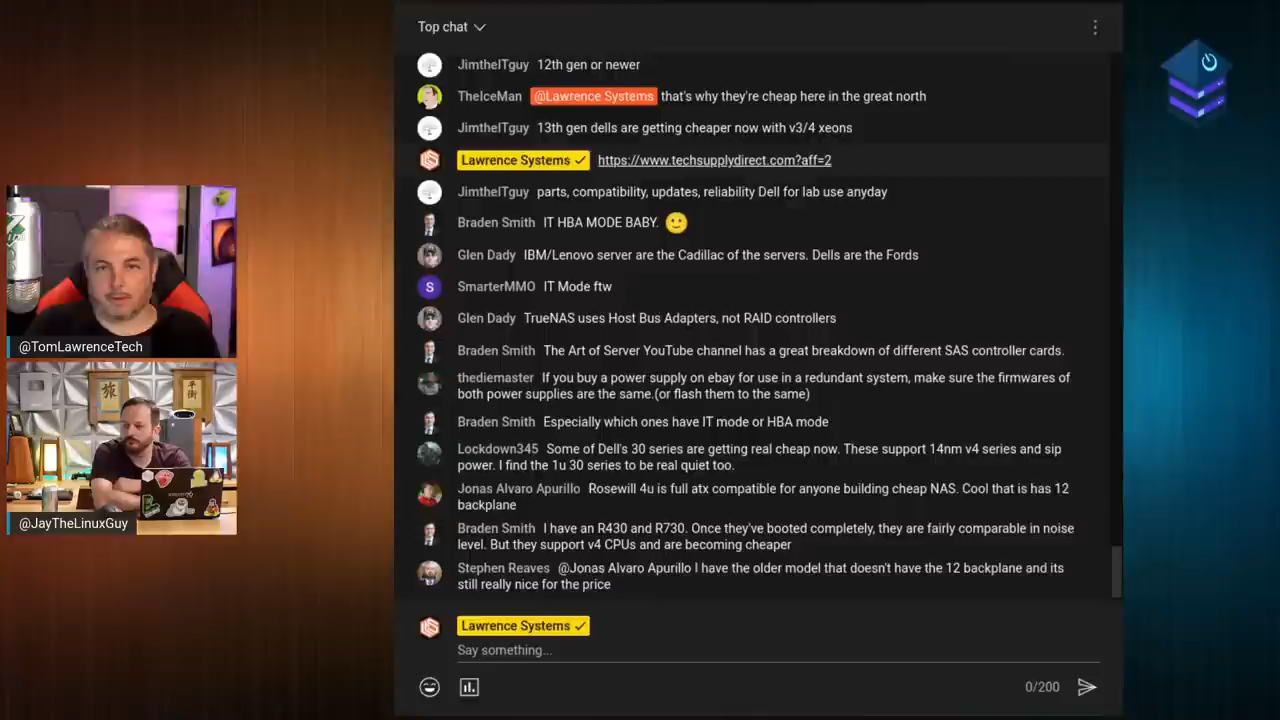 Top chat
JimtheITguy 12th gen or newer
TheIceMan @Lawrence Systems that's why they're cheap here in the great north
JimtheITguy 13th gen dells are getting cheaper now with v3/4 xeons
Lawrence Systems https://www.techsupplydirect.com?aff=2
JimtheITguy parts, compatibility, updates, reliability Dell for lab use anyday
Braden Smith IT HBA MODE BABY. 🙂
Glen Dady IBM/Lenovo server are the Cadillac of the servers. Dells are the Fords
S SmarterMMO IT Mode ftw
Glen Dady TrueNAS uses Host Bus Adapters, not RAID controllers
Braden Smith The Art of Server YouTube channel has a great breakdown of different SAS controller cards.
thediemaster If you buy a power supply on ebay for use in a redundant system, make sure the firmwares of
both power supplies are the same.(or flash them to the same)
Braden Smith Especially which ones have IT mode or HBA mode
Lockdown345 Some of Dell's 30 series are getting real cheap now. These support 14nm v4 series and sip
power. I find the 1u 30 series to be real quiet too.
Jonas Alvaro Apurillo Rosewill 4u is full atx compatible for anyone building cheap NAS. Cool that is has 12
backplane
Braden Smith I have an R430 and R730. Once they've booted completely, they are fairly comparable in noise
level. But they support v4 CPUs and are becoming cheaper
Stephen Reaves @Jonas Alvaro Apurillo I have the older model that doesn't have the 12 backplane and its
still really nice for the price
Lawrence Systems
Say something...
0/200
@TomLawrenceTech
旅
平
衡
@JayTheLinuxGuy